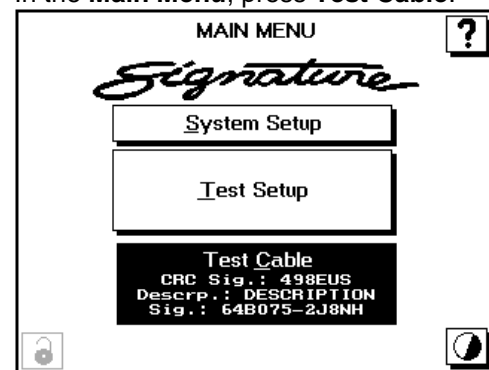 In the Main Menu, press Test Cable.
MAIN MENU
?
Signature
System Setup
Test Setup
Test Cable
CRC Sig.: 498EUS
Descrp.: DESCRIPTION
Sig.: 64B075-2J8NH